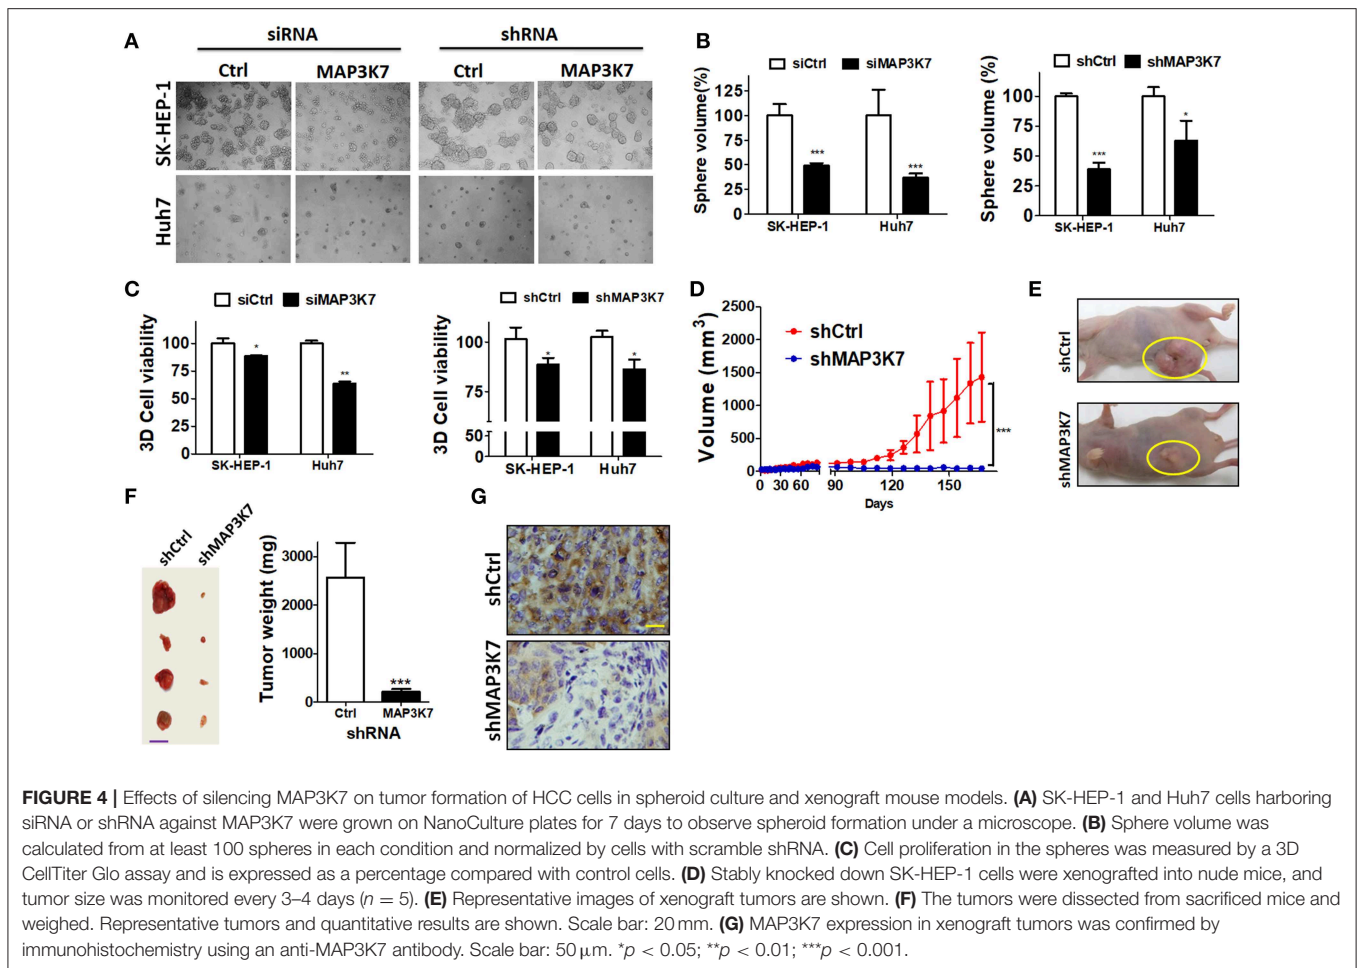 A
siRNA
shRNA
Ctrl
MAP3K7
Ctrl
MAP3K7
SK-HEP-1
Huh7
B
siCtrl
siMAP3K7
Sphere volume(%)
125
100
75
50
25
0
***
***
SK-HEP-1
Huh7
shCtrl
shMAP3K7
Sphere volume (%)
100
75
50
25
0
***
*
SK-HEP-1
Huh7
C
siCtrl
siMAP3K7
3D Cell viability
100
75
50
25
0
*
**
SK-HEP-1
Huh7
shCtrl
shMAP3K7
3D Cell viability
100
75
50
0
*
*
SK-HEP-1
Huh7
D
Volume (mm³)
2500
2000
1500
1000
500
0
shCtrl
shMAP3K7
***
0 30 60 90 120 150
Days
E
shCtrl
shMAP3K7
F
shCtrl
shMAP3K7
Tumor weight (mg)
3000
2000
1000
0
***
Ctrl
MAP3K7
shRNA
G
shCtrl
shMAP3K7
FIGURE 4 | Effects of silencing MAP3K7 on tumor formation of HCC cells in spheroid culture and xenograft mouse models. (A) SK-HEP-1 and Huh7 cells harboring
siRNA or shRNA against MAP3K7 were grown on NanoCulture plates for 7 days to observe spheroid formation under a microscope. (B) Sphere volume was
calculated from at least 100 spheres in each condition and normalized by cells with scramble shRNA. (C) Cell proliferation in the spheres was measured by a 3D
CellTiter Glo assay and is expressed as a percentage compared with control cells. (D) Stably knocked down SK-HEP-1 cells were xenografted into nude mice, and
tumor size was monitored every 3–4 days (n = 5). (E) Representative images of xenograft tumors are shown. (F) The tumors were dissected from sacrificed mice and
weighed. Representative tumors and quantitative results are shown. Scale bar: 20 mm. (G) MAP3K7 expression in xenograft tumors was confirmed by
immunohistochemistry using an anti-MAP3K7 antibody. Scale bar: 50 μm. *p < 0.05; **p < 0.01; ***p < 0.001.